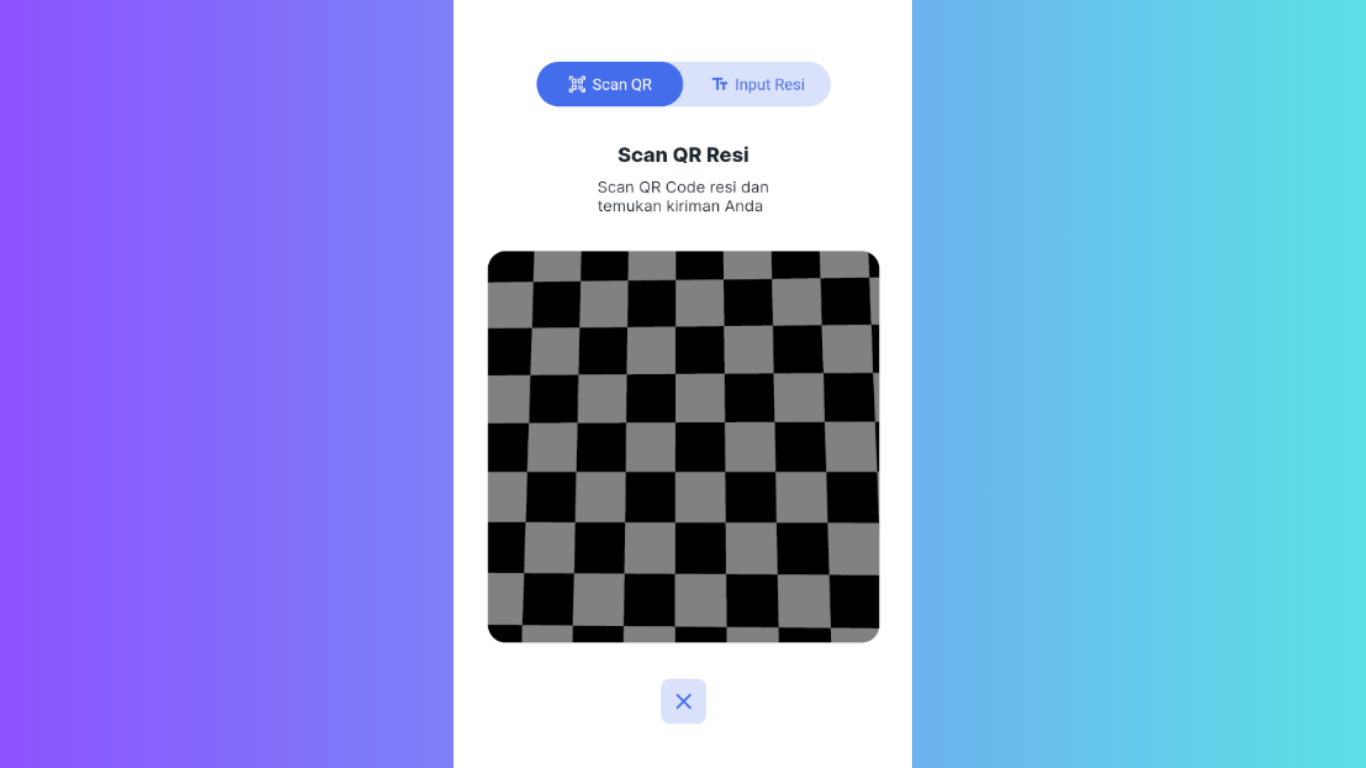 Scan QR
Input Resi
Scan QR Resi
Scan QR Code resi dan
temukan kiriman Anda